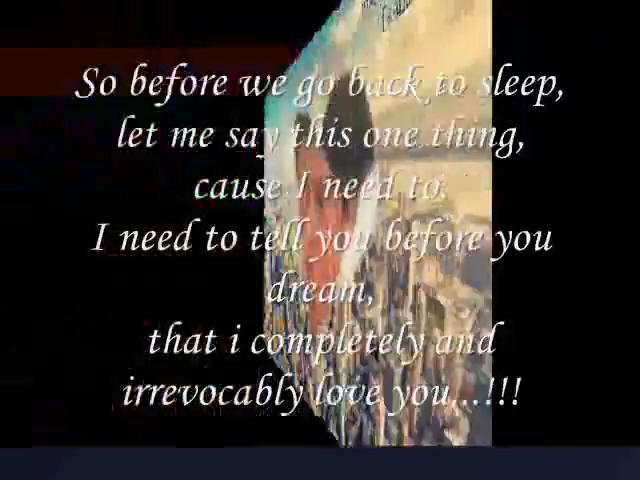 So before we go back to sleep,
let me say this one thing,
cause I need to.
I need to tell you before you
dream,
that i completely and
irrevocably love you...!!!